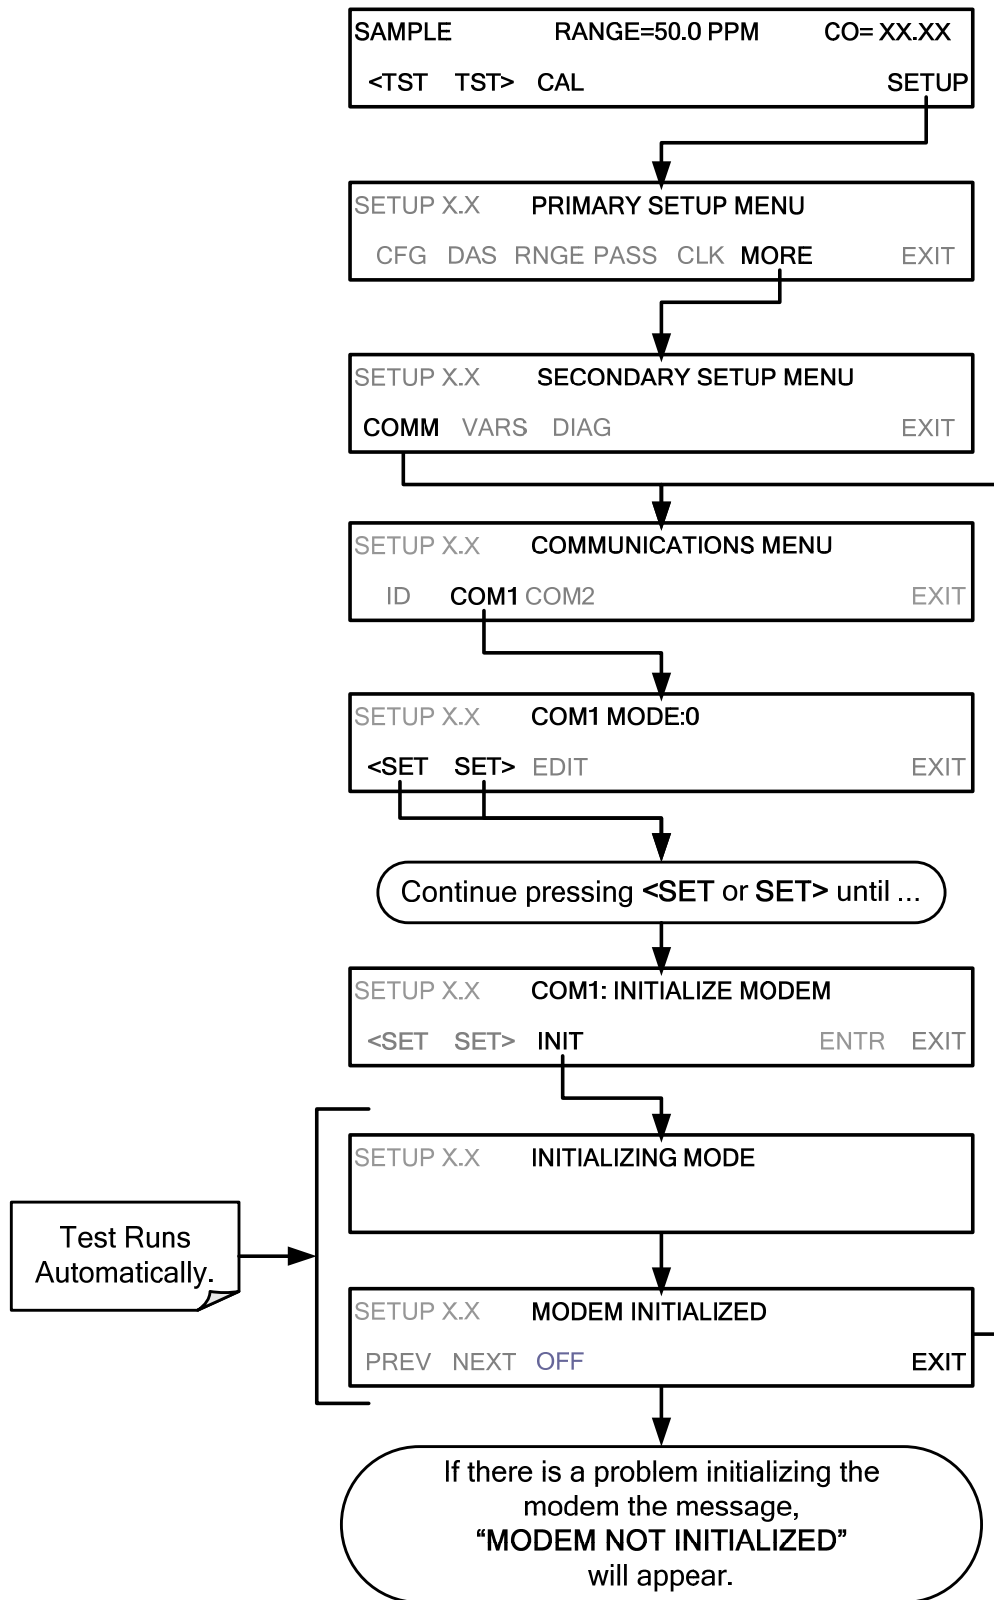 SAMPLE RANGE=50.0 PPM CO= XX.XX
<TST TST> CAL SETUP
SETUP X.X PRIMARY SETUP MENU
CFG DAS RNGE PASS CLK MORE EXIT
SETUP X.X SECONDARY SETUP MENU
COMM VARS DIAG EXIT
SETUP X.X COMMUNICATIONS MENU
ID COM1 COM2 EXIT
SETUP X.X COM1 MODE:0
<SET SET> EDIT EXIT
Continue pressing <SET or SET> until ...
SETUP X.X COM1: INITIALIZE MODEM
<SET SET> INIT ENTR EXIT
SETUP X.X INITIALIZING MODE
Test Runs
Automatically.
SETUP X.X MODEM INITIALIZED
PREV NEXT OFF EXIT
If there is a problem initializing the
modem the message,
“MODEM NOT INITIALIZED”
will appear.